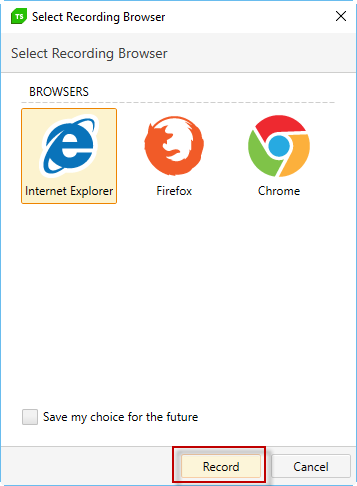 TS Select Recording Browser
Select Recording Browser
BROWSERS
Internet Explorer Firefox Chrome
Save my choice for the future
Record Cancel